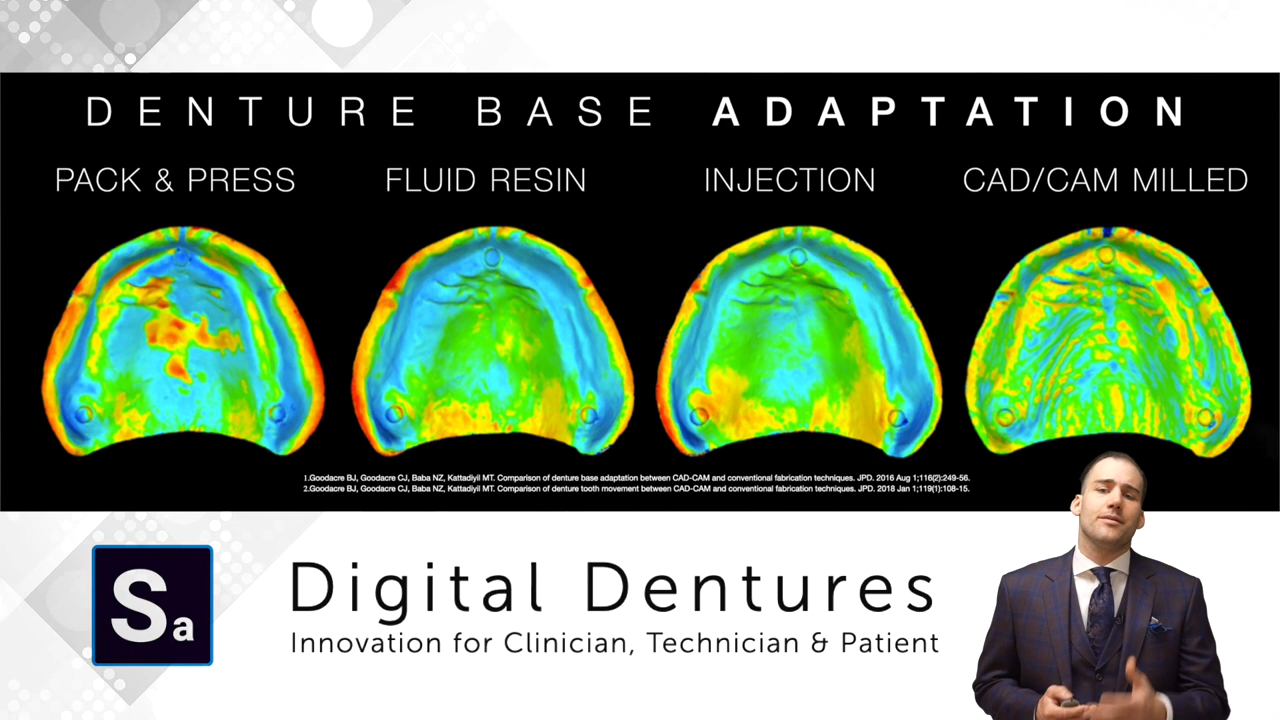 DENTURE BASE ADAPTATION
PACK & PRESS FLUID RESIN INJECTION CAD/CAM MILLED
1.Goodacre BJ, Goodacre CJ, Baba NZ, Kattadiyil MT. Comparison of denture base adaptation between CAD-CAM and conventional fabrication techniques. JPD. 2016 Aug 1;116(2):249-56.
2.Goodacre BJ, Goodacre CJ, Baba NZ, Kattadiyil MT. Comparison of denture tooth movement between CAD-CAM and conventional fabrication techniques. JPD. 2018 Jan 1;119(1):108-15.
Sa
Digital Dentures
Innovation for Clinician, Technician & Patient